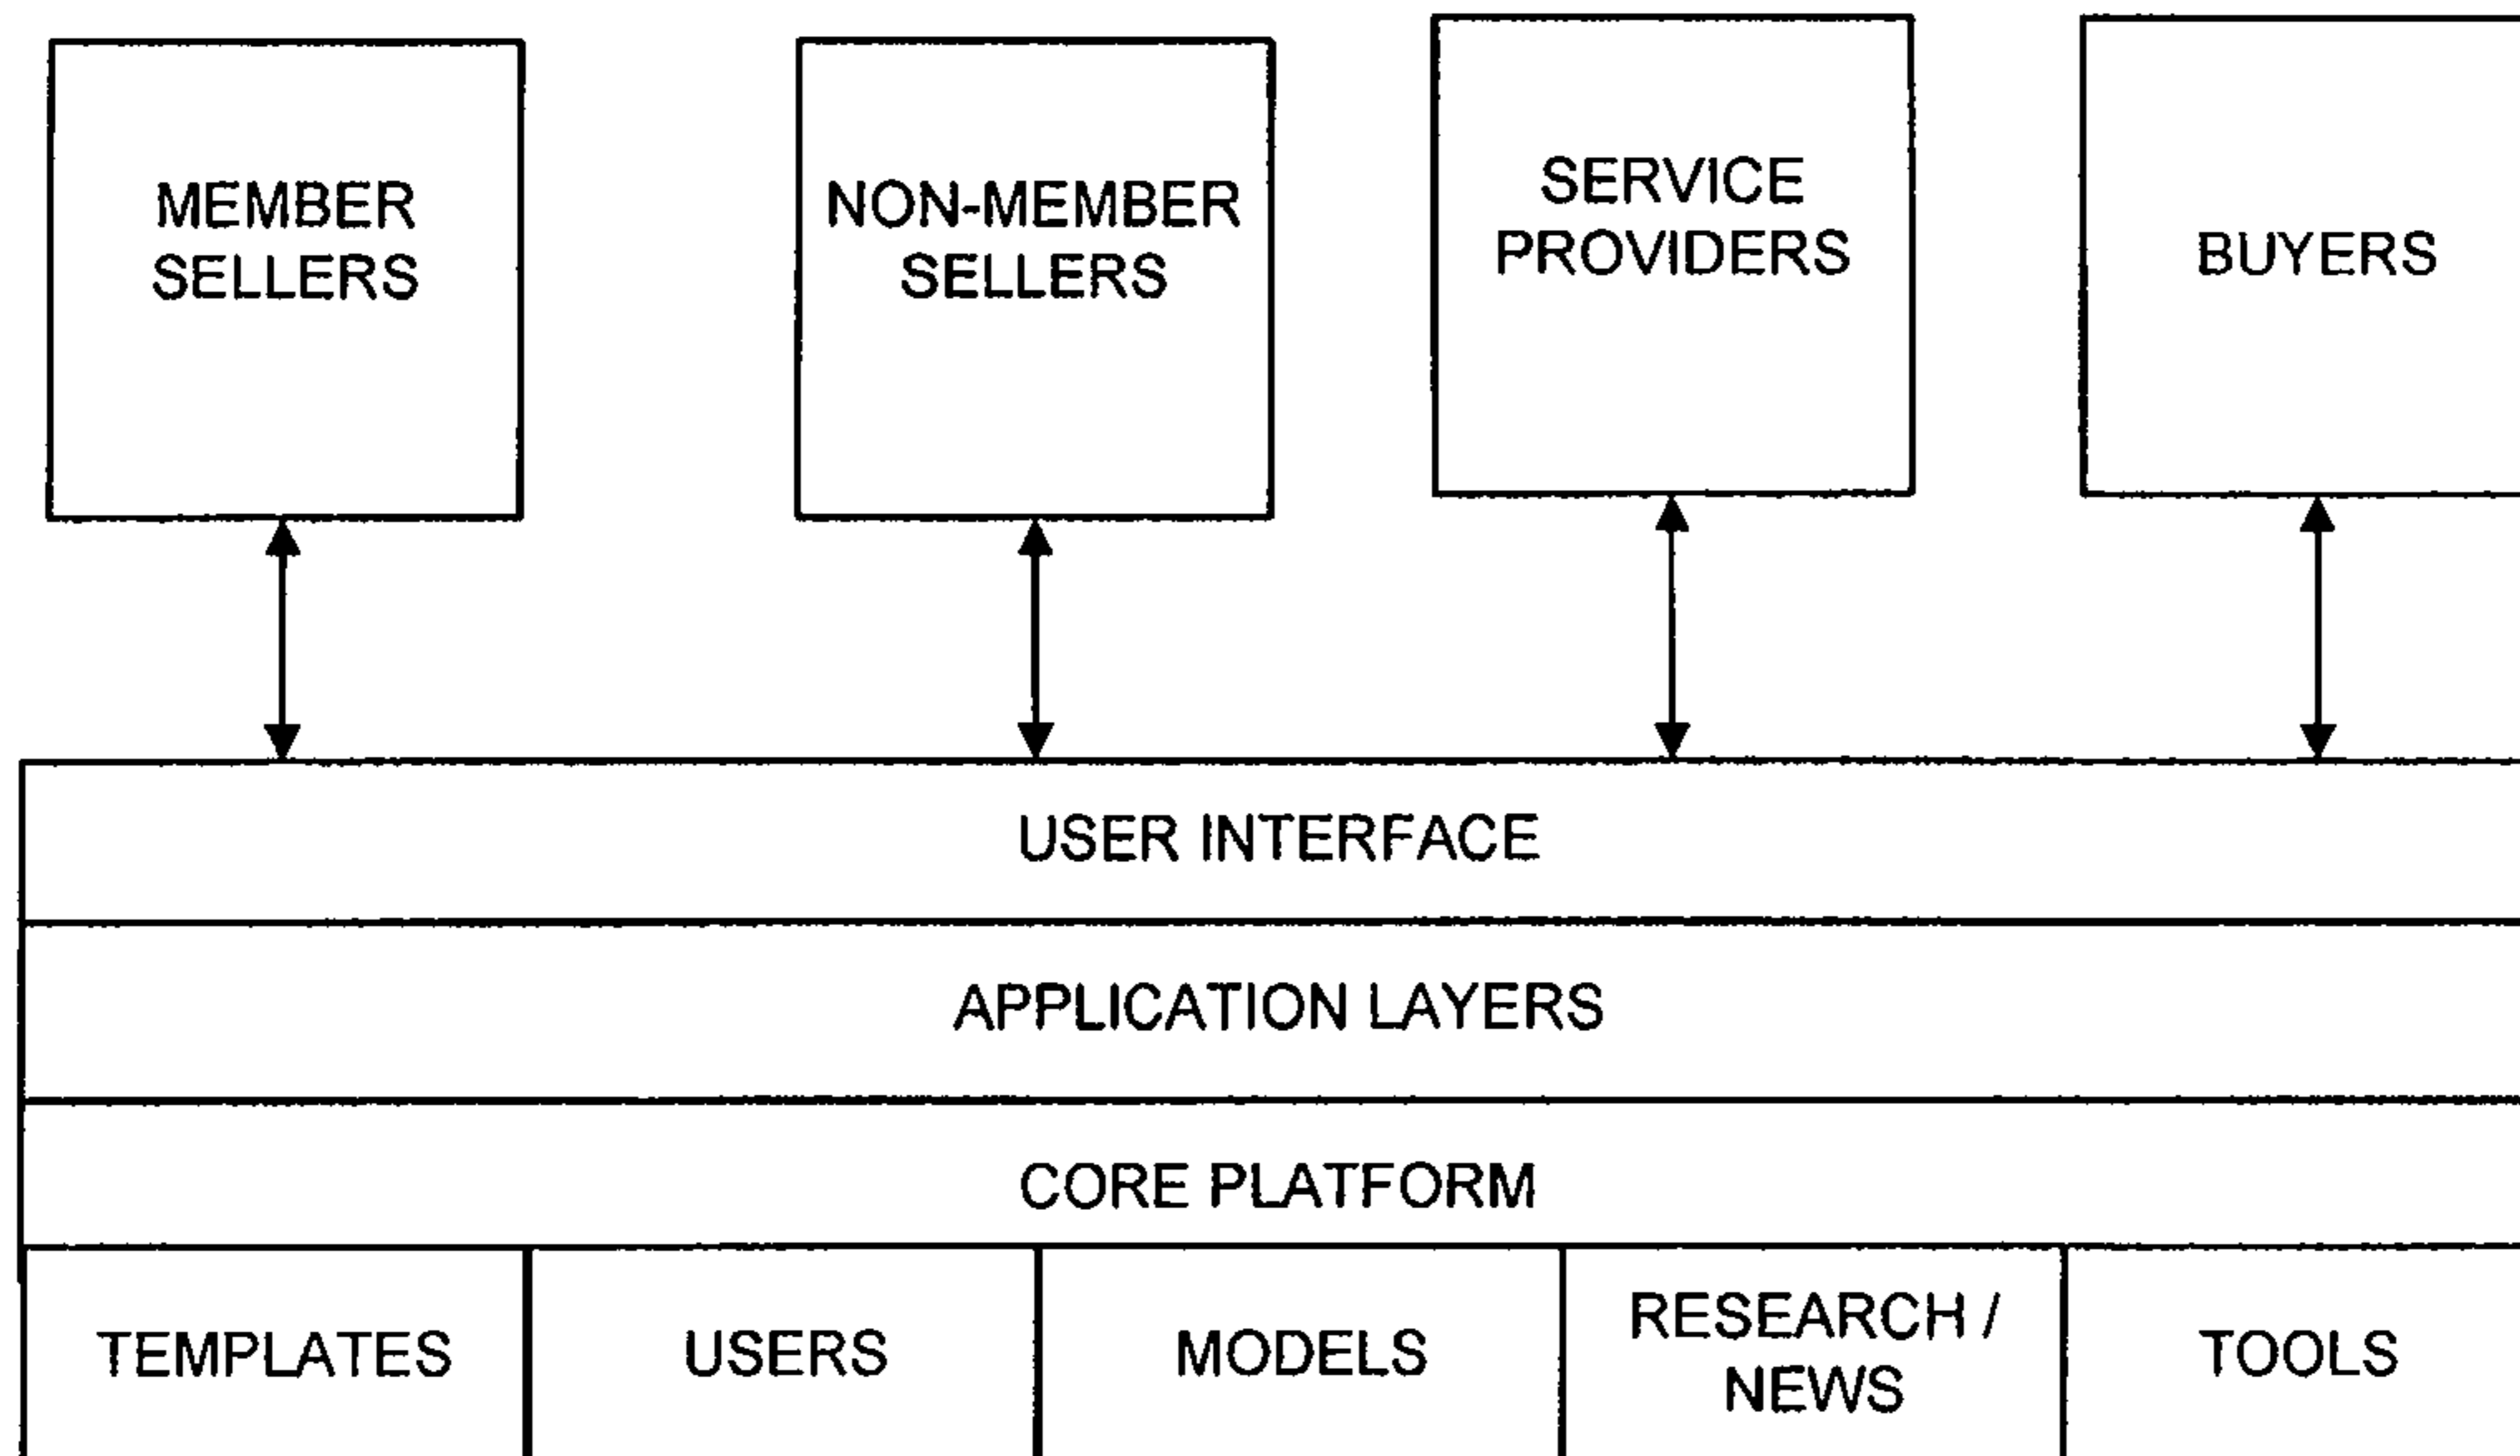 MEMBER
SELLERS
NON-MEMBER
SELLERS
SERVICE
PROVIDERS
BUYERS
USER INTERFACE
APPLICATION LAYERS
CORE PLATFORM
TEMPLATES
USERS
MODELS
RESEARCH /
NEWS
TOOLS